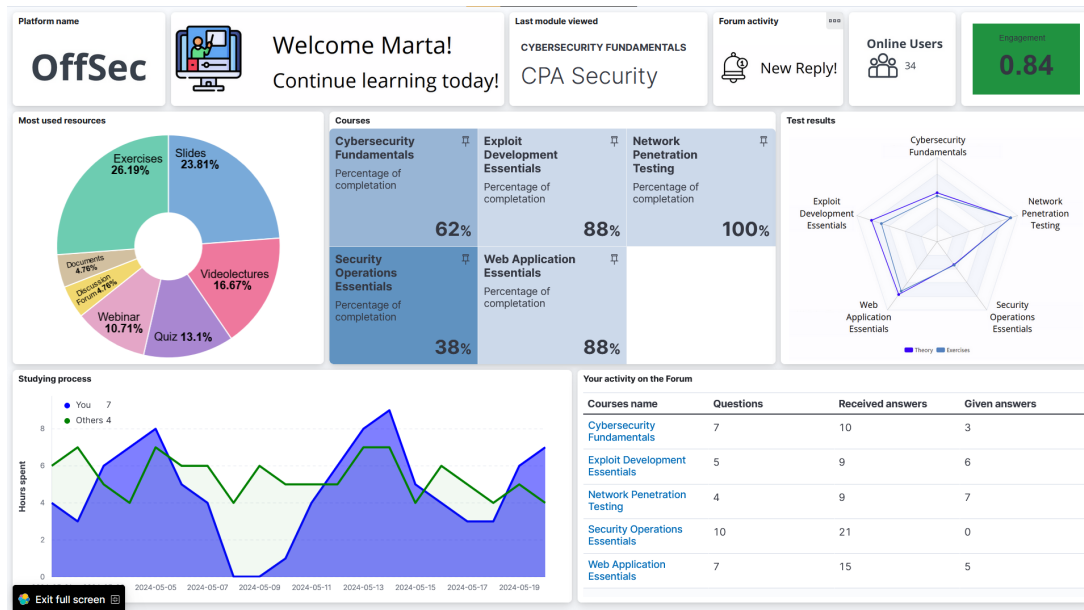 Platform name
OffSec
Welcome Marta!
Continue learning today!
Last module viewed
CYBERSECURITY FUNDAMENTALS
CPA Security
Forum activity
1
New Reply!
Online Users
34
Engagement
0.84
Most used resources
Slides
23.81%
Videolectures
16.67%
Quiz 13.1%
Webinar
10.71%
Discussion
Forum4.76%
Documents
4.76%
Exercises
26.19%
Courses
Cybersecurity
Fundamentals
Percentage of
completion
62%
Exploit
Development
Essentials
Percentage of
completion
88%
Network
Penetration
Testing
Percentage of
completion
100%
Security
Operations
Essentials
Percentage of
completion
38%
Web Application
Essentials
Percentage of
completion
88%
Test results
Cybersecurity
Fundamentals
Network
Penetration
Testing
Security
Operations
Essentials
Web
Application
Essentials
Exploit
Development
Essentials
Theory Exercises
Studying process
You 7
Others 4
Hours spent
8
6
4
2
0
2024-05-05 2024-05-07 2024-05-09 2024-05-11 2024-05-13 2024-05-15 2024-05-17 2024-05-19
Exit full screen
Your activity on the Forum
Courses name Questions Received answers Given answers
Cybersecurity
Fundamentals
7 10 3
Exploit Development
Essentials
5 9 6
Network Penetration
Testing
4 9 7
Security Operations
Essentials
10 21 0
Web Application
Essentials
7 15 5